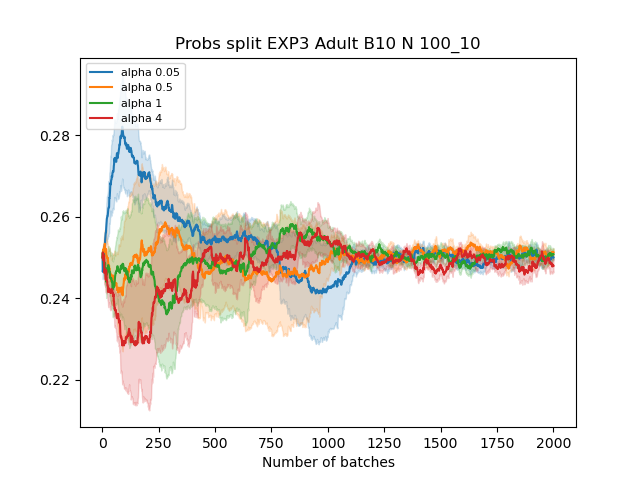 Probs split EXP3 Adult B10 N 100_10
alpha 0.05
alpha 0.5
alpha 1
alpha 4
0.28
0.26
0.24
0.22
0 250 500 750 1000 1250 1500 1750 2000
Number of batches